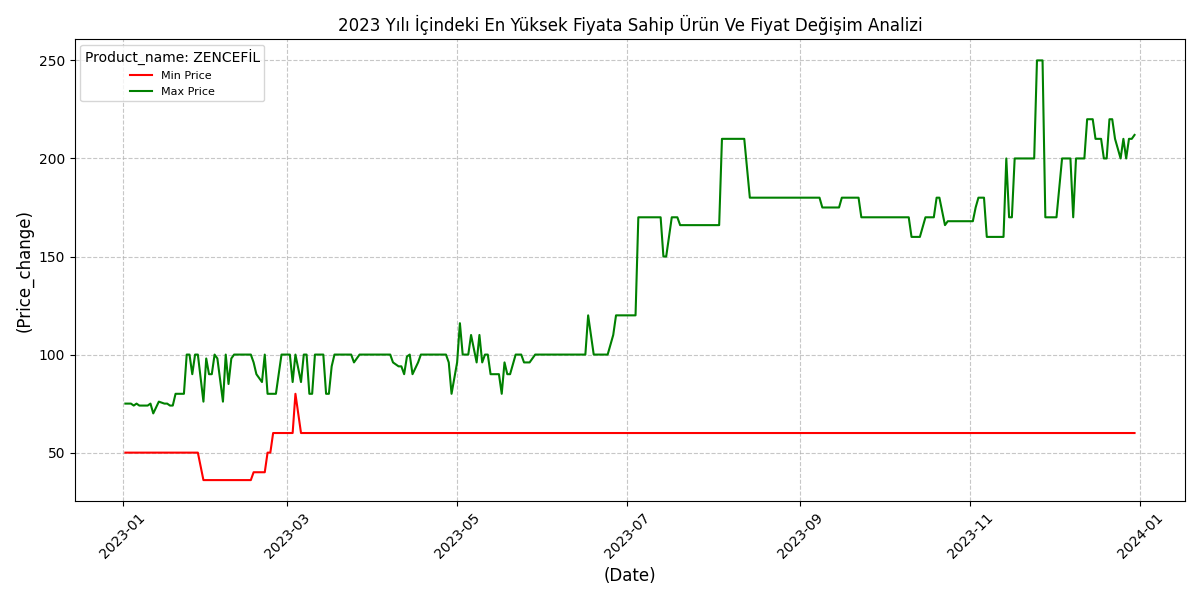 2023 Yılı İçindeki En Yüksek Fiyata Sahip Ürün Ve Fiyat Değişim Analizi
Product_name: ZENCEFİL
Min Price
Max Price
250
200
150
100
50
(Price_change)
2023-01
2023-03
2023-05
2023-07
2023-09
2023-11
2024-01
(Date)